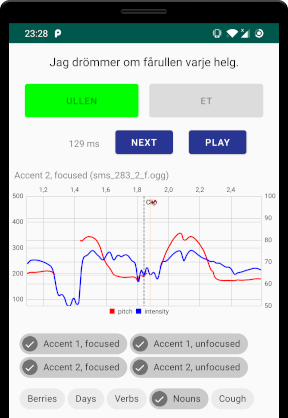 23:28
Jag drömmer om fårullen varje helg.
ULLEN ET
129 ms NEXT PLAY
Accent 2, focused (sms_283_2_f.ogg)
1,2 1,4 1,6 1,8 2,0 2,2 2,4
500 100
400 90
300 80
70
200 60
100 50
pitch intensity
Accent 1, focused Accent 1, unfocused
Accent 2, focused Accent 2, unfocused
Berries Days Verbs Nouns Cough